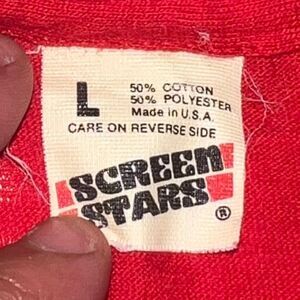 L
50% COTTON
50% POLYESTER
Made in U.S.A.
CARE ON REVERSE SIDE
SCREEN
STARS
®